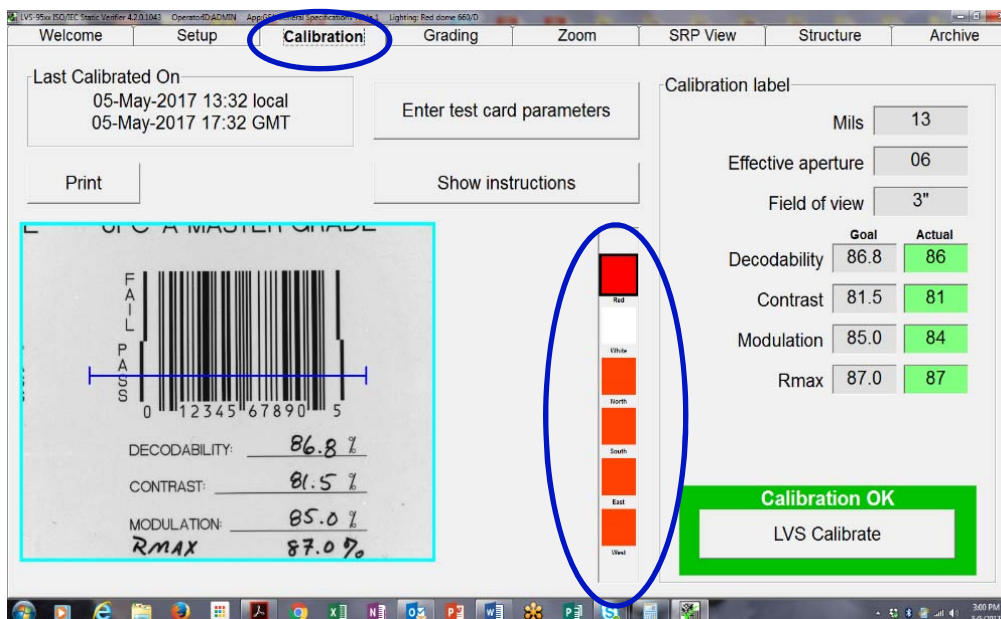 LVS-95xx ISO/IEC Static Verifier 4.2.0.1043 OperatorID:ADMIN Lighting: Red dome 660/D
Welcome Setup Calibration Grading Zoom SRP View Structure Archive
Last Calibrated On
05-May-2017 13:32 local
05-May-2017 17:32 GMT
Enter test card parameters
Print
Show instructions
UPC-A MASTER GRADE
FAIL
PASS
0 12345 67890 5
DECODABILITY: 86.8 %
CONTRAST: 81.5 %
MODULATION: 85.0 %
RMAX 87.0 %
Red
White
North
South
East
West
Calibration label
Mils 13
Effective aperture 06
Field of view 3"
Goal Actual
Decodability 86.8 86
Contrast 81.5 81
Modulation 85.0 84
Rmax 87.0 87
Calibration OK
LVS Calibrate
3:00 PM